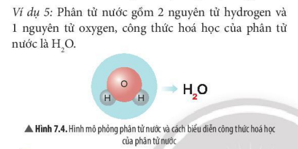 Ví dụ 5: Phân tử nước gồm 2 nguyên tử hydrogen và
1 nguyên tử oxygen, công thức hoá học của phân tử
nước là H₂O.
O
H H
H₂O
▲ Hình 7.4. Hình mô phỏng phân tử nước và cách biểu diễn công thức hoá học
của phân tử nước